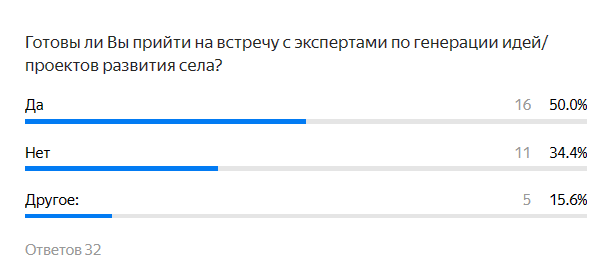 Готовы ли Вы прийти на встречу с экспертами по генерации идей/
проектов развития села?
Да 16 50.0%
Нет 11 34.4%
Другое: 5 15.6%
Ответов 32